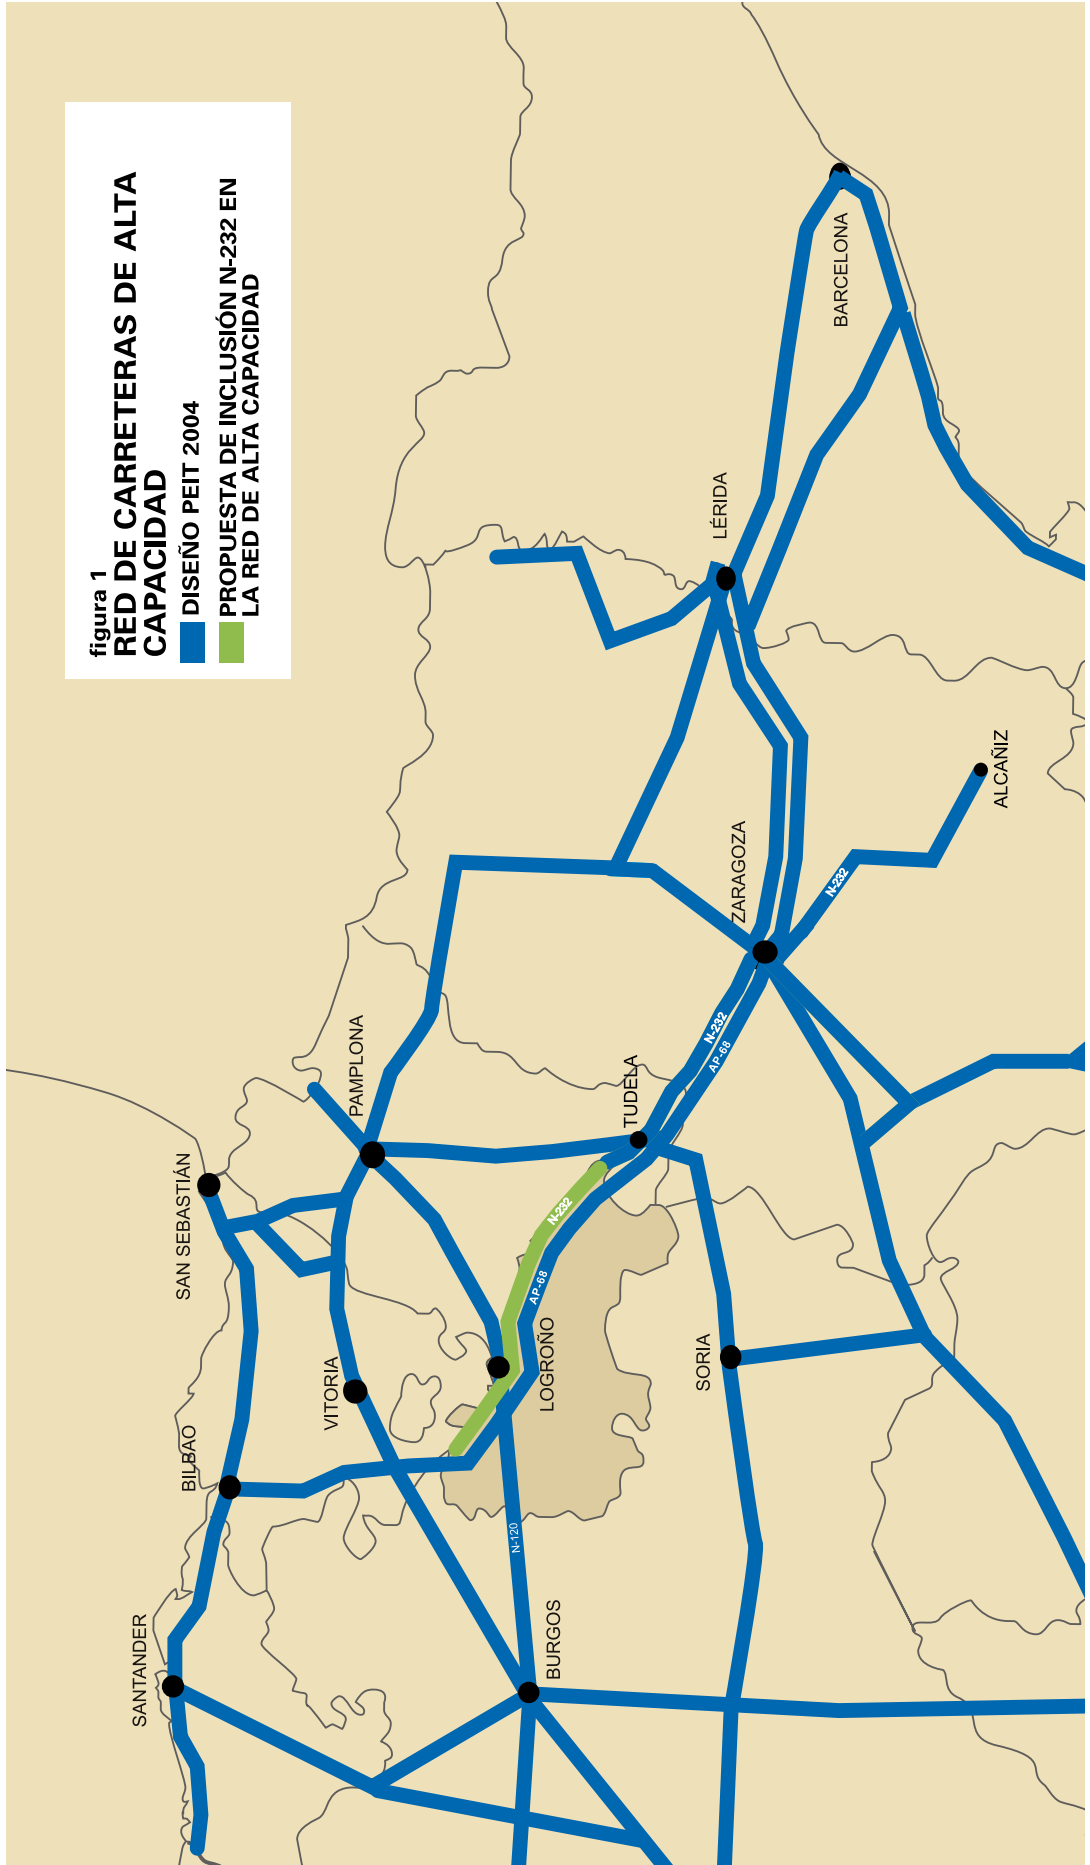 figura 1
RED DE CARRETERAS DE ALTA
CAPACIDAD
DISEÑO PEIT 2004
PROPUESTA DE INCLUSIÓN N-232 EN
LA RED DE ALTA CAPACIDAD
SANTANDER
BILBAO
SAN SEBASTIÁN
VITORIA
PAMPLONA
BURGOS
N-120
LOGROÑO
AP-68
N-232
TUDELA
SORIA
N-232
AP-68
ZARAGOZA
N-232
ALCAÑIZ
LÉRIDA
BARCELONA